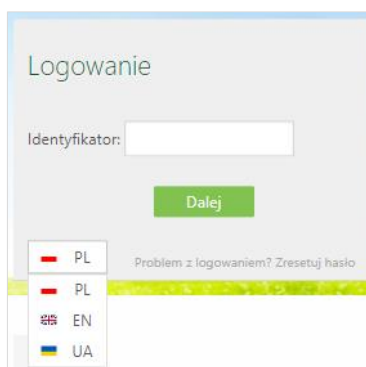 Logowanie
Identyfikator:
Dalej
PL
Problem z logowaniem? Zresetuj hasło
PL
EN
UA